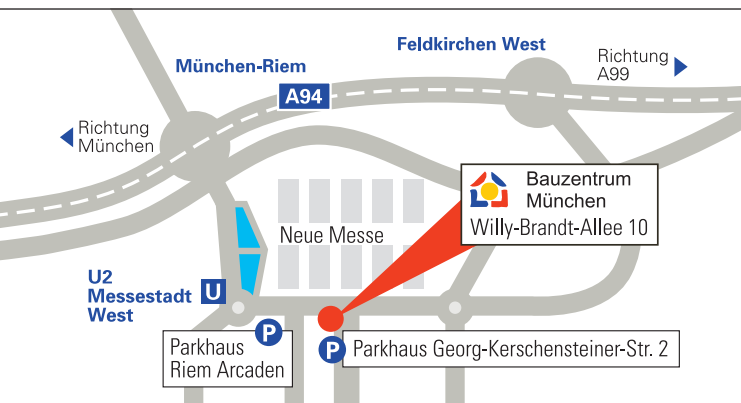 Feldkirchen West
München-Riem
Richtung
A99
A94
Richtung
München
Bauzentrum
München
Willy-Brandt-Allee 10
Neue Messe
U2
Messestadt
West
U
P
Parkhaus
Riem Arcaden
P
Parkhaus Georg-Kerschensteiner-Str. 2